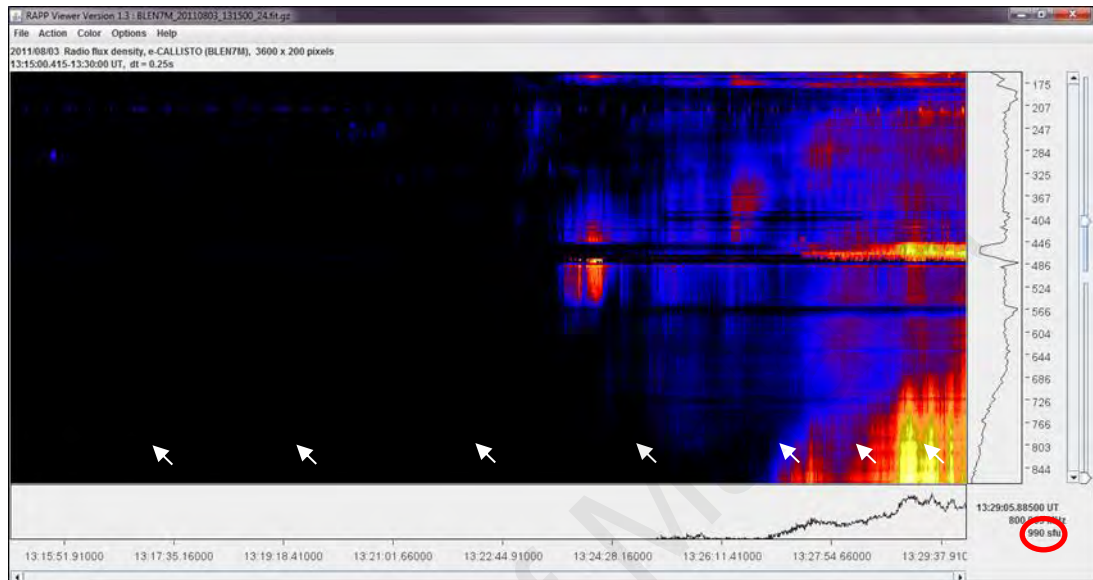 RAPP Viewer Version 1.3 : BLEN7M_20110803_131500_24.fit.gz
File Action Color Options Help
2011/08/03 Radio flux density, e-CALLISTO (BLEN7M), 3600 x 200 pixels
13:15:00.415-13:30:00 UT, dt = 0.25s
175
207
247
284
325
367
404
446
486
524
566
604
644
686
726
765
803
844
13:29:05.88500 UT
990 sfu
13:15:51.91000 13:17:35.16000 13:19:18.41000 13:21:01.66000 13:22:44.91000 13:24:28.16000 13:26:11.41000 13:27:54.66000 13:29:37.910